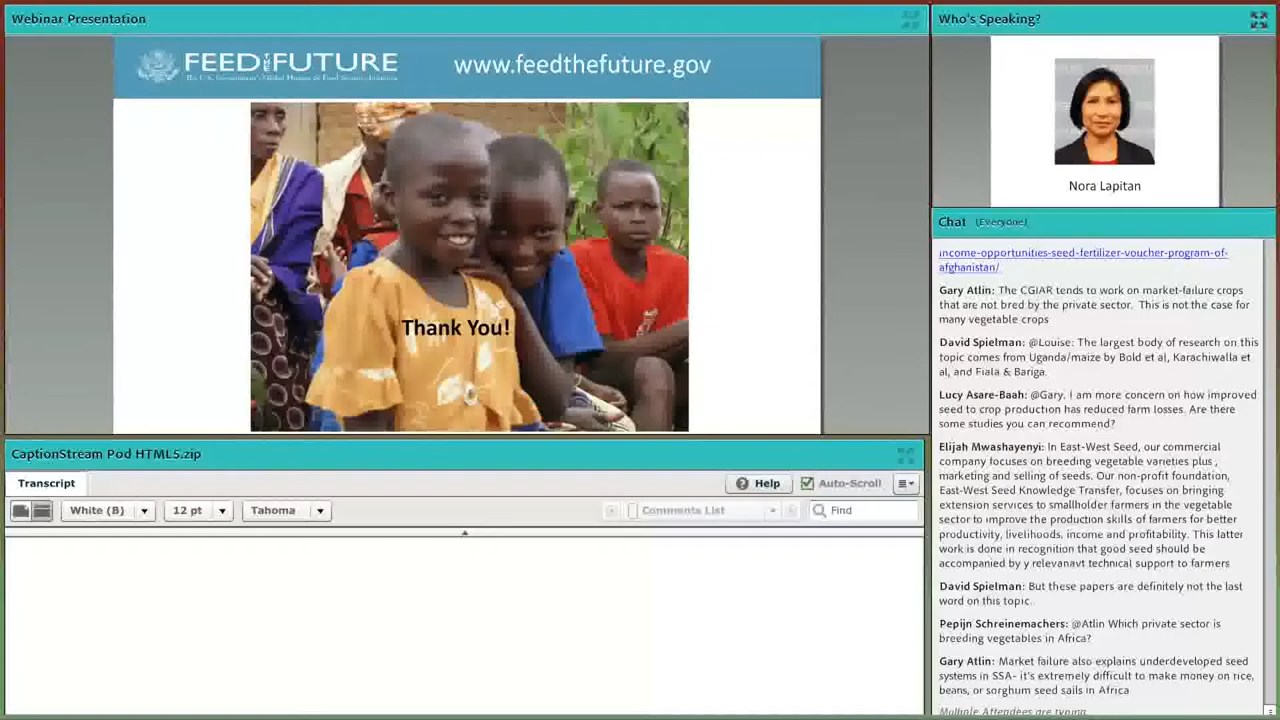 Webinar Presentation
FEED THE FUTURE
The U.S. Government's Global Hunger & Food Security Initiative
www.feedthefuture.gov
Thank You!
CaptionStream Pod HTML5.zip
Transcript
Help
Auto-Scroll
White (B)
12 pt
Tahoma
Comments List
Find
Who's Speaking?
Nora Lapitan
Chat (Everyone)
income-opportunities-seed-fertilizer-voucher-program-of-
afghanistan/
Gary Atlin: The CGIAR tends to work on market-failure crops
that are not bred by the private sector. This is not the case for
many vegetable crops
David Spielman: @Louise: The largest body of research on this
topic comes from Uganda/maize by Bold et al, Karachiwalla et
al, and Fiala & Bariga.
Lucy Asare-Baah: @Gary. I am more concern on how improved
seed to crop production has reduced farm losses. Are there
some studies you can recommend?
Elijah Mwashayenyi: In East-West Seed, our commercial
company focuses on breeding vegetable varieties plus ,
marketing and selling of seeds. Our non-profit foundation,
East-West Seed Knowledge Transfer, focuses on bringing
extension services to smallholder farmers in the vegetable
sector to improve the production skills of farmers for better
productivity, livelihoods, income and profitability. This latter
work is done in recognition that good seed should be
accompanied by y relevanavt technical support to farmers
David Spielman: But these papers are definitely not the last
word on this topic.
Pepijn Schreinemachers: @Atlin Which private sector is
breeding vegetables in Africa?
Gary Atlin: Market failure also explains underdeveloped seed
systems in SSA- it's extremely difficult to make money on rice,
beans, or sorghum seed sails in Africa
Multiple Attendees are typing